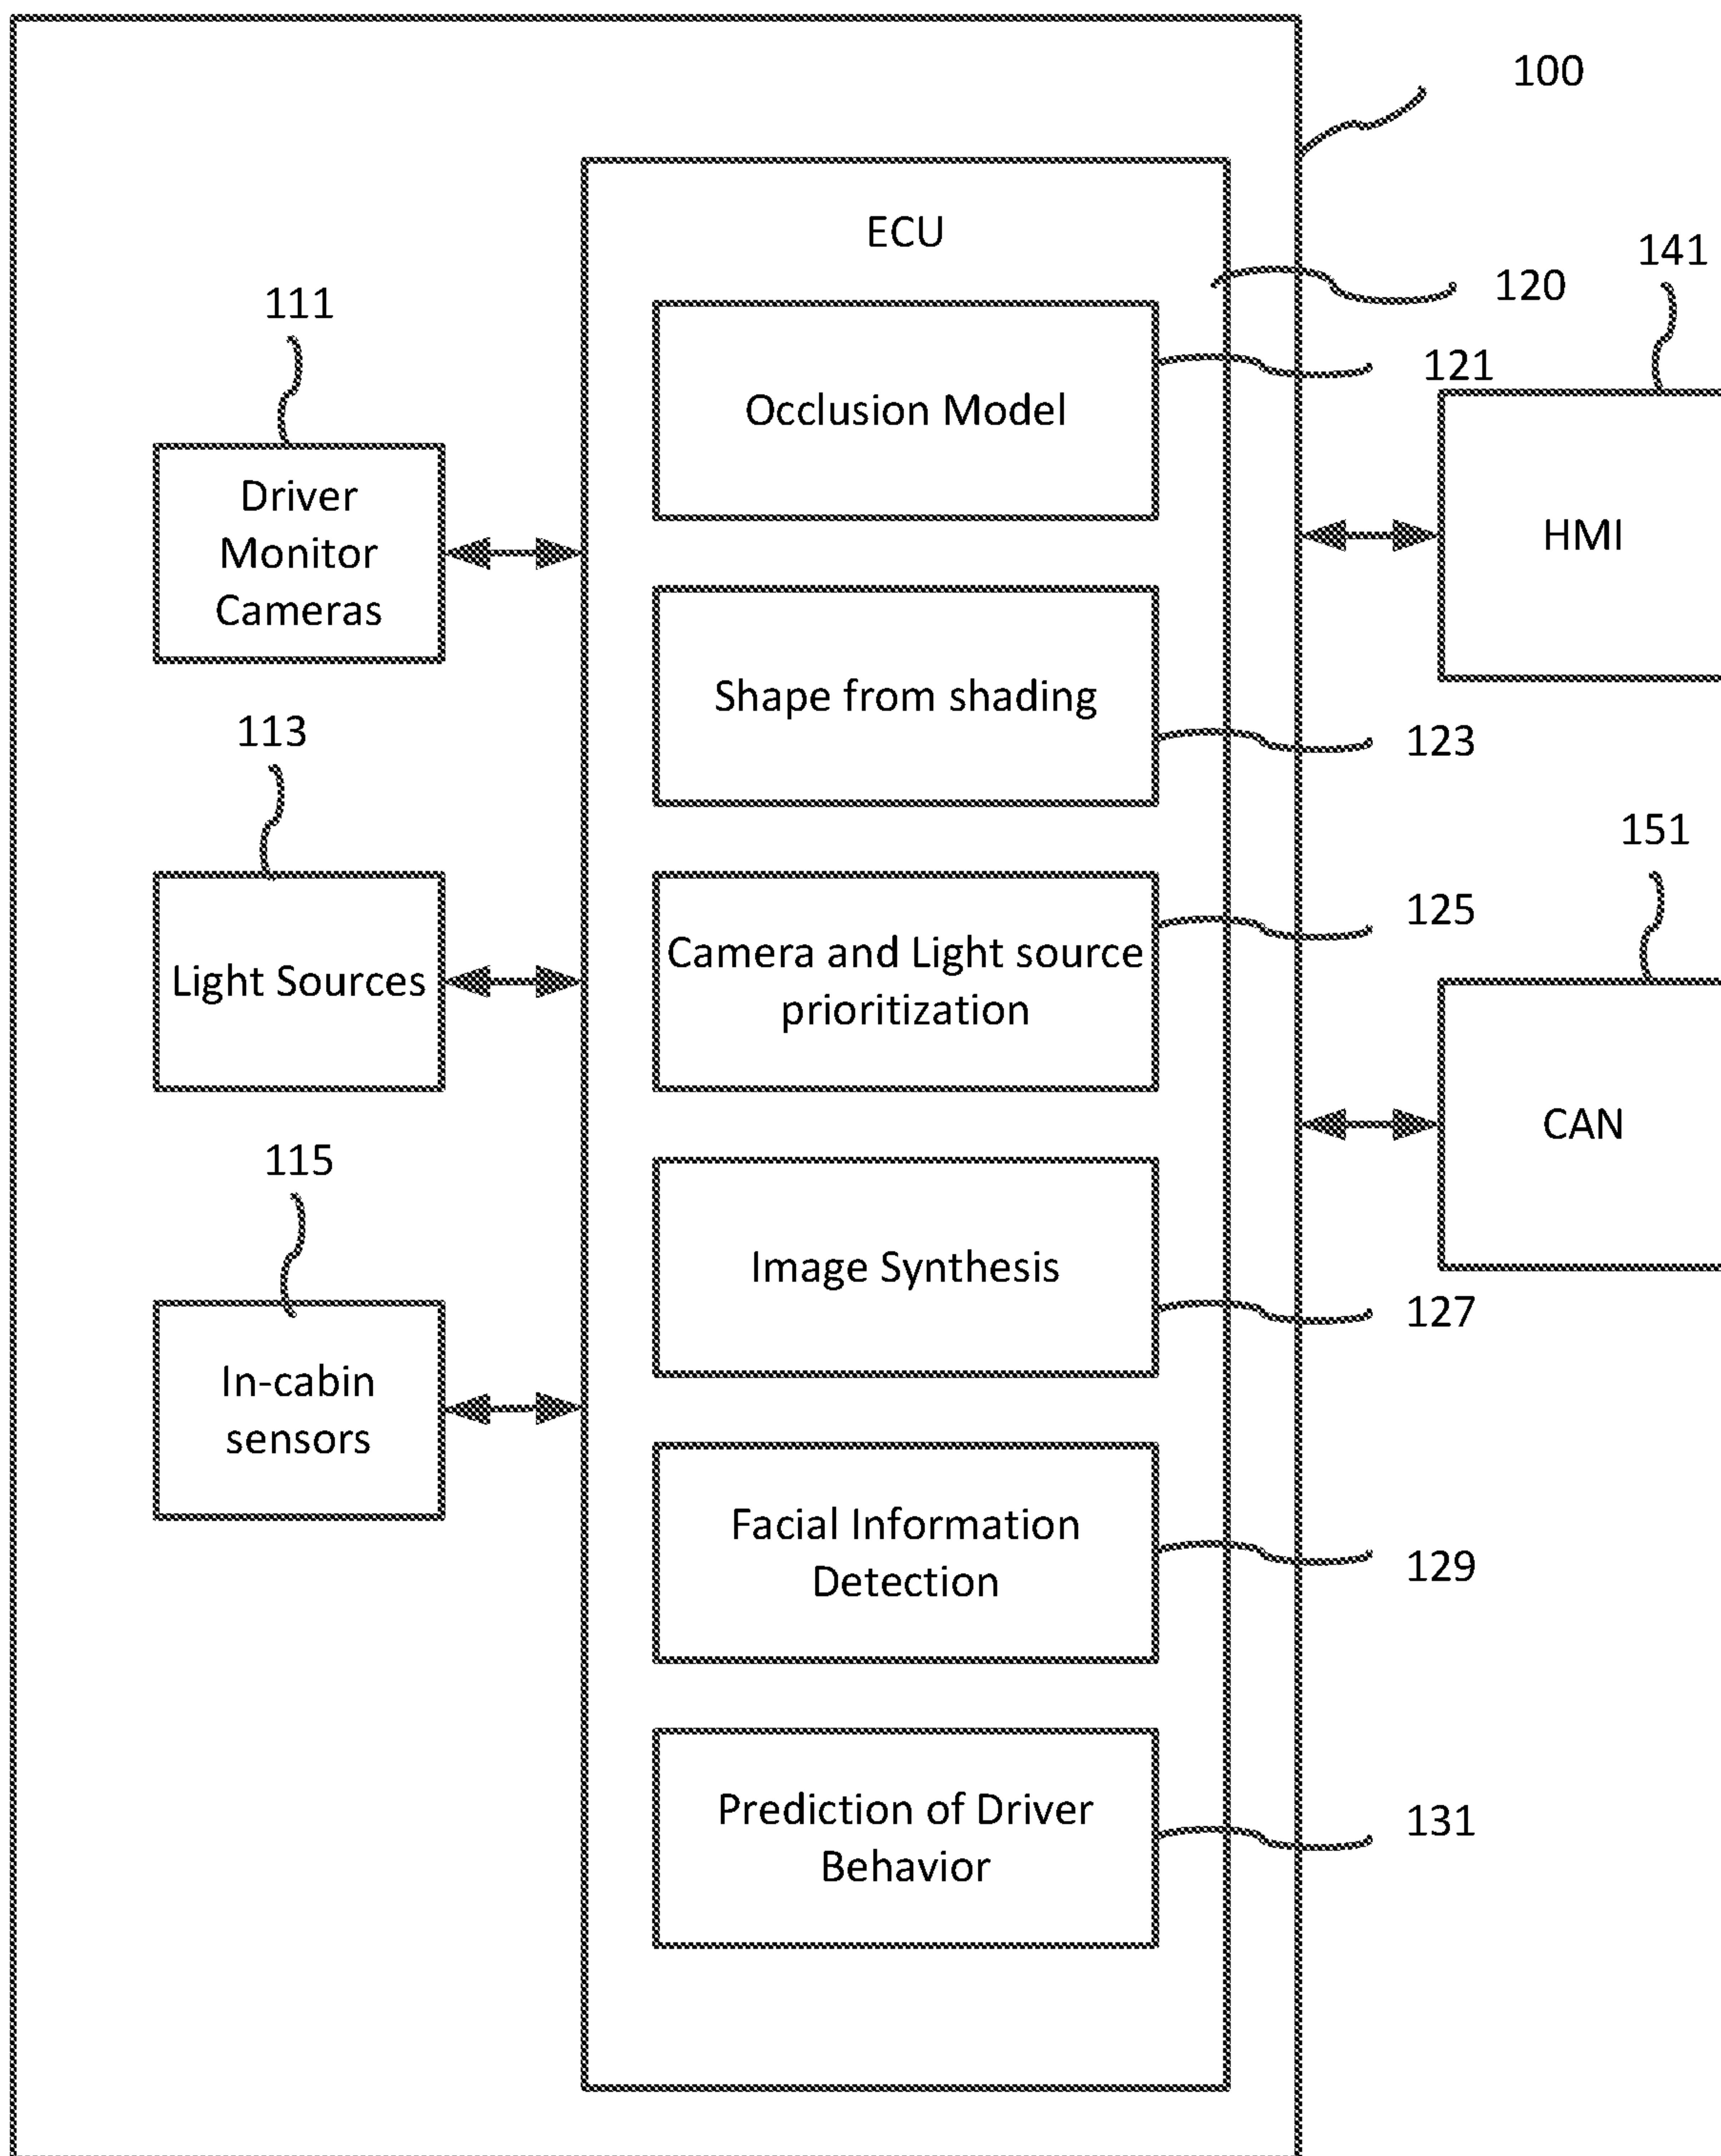 100
ECU
141
120
111
121
Occlusion Model
Driver
Monitor
Cameras
HMI
Shape from shading
113
123
151
125
Camera and Light source
prioritization
Light Sources
CAN
115
Image Synthesis
127
In-cabin
sensors
Facial Information
Detection
129
Prediction of Driver
Behavior
131